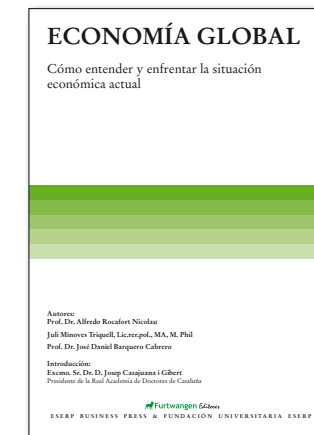 ECONOMÍA GLOBAL
Cómo entender y enfrentar la situación
económica actual
Autores:
Prof. Dr. Alfredo Rocafort Nicolau
Juli Minoves Triquell, Lic.rer.pol., MA, M. Phil
Prof. Dr. José Daniel Barquero Cabrero
Introducción:
Excmo. Sr. Dr. D. Josep Casajuana i Gibert
Presidente de la Real Academia de Doctores de Cataluña
Furtwangen Editores
ESERP BUSINESS PRESS & FUNDACIÓN UNIVERSITARIA ESERP